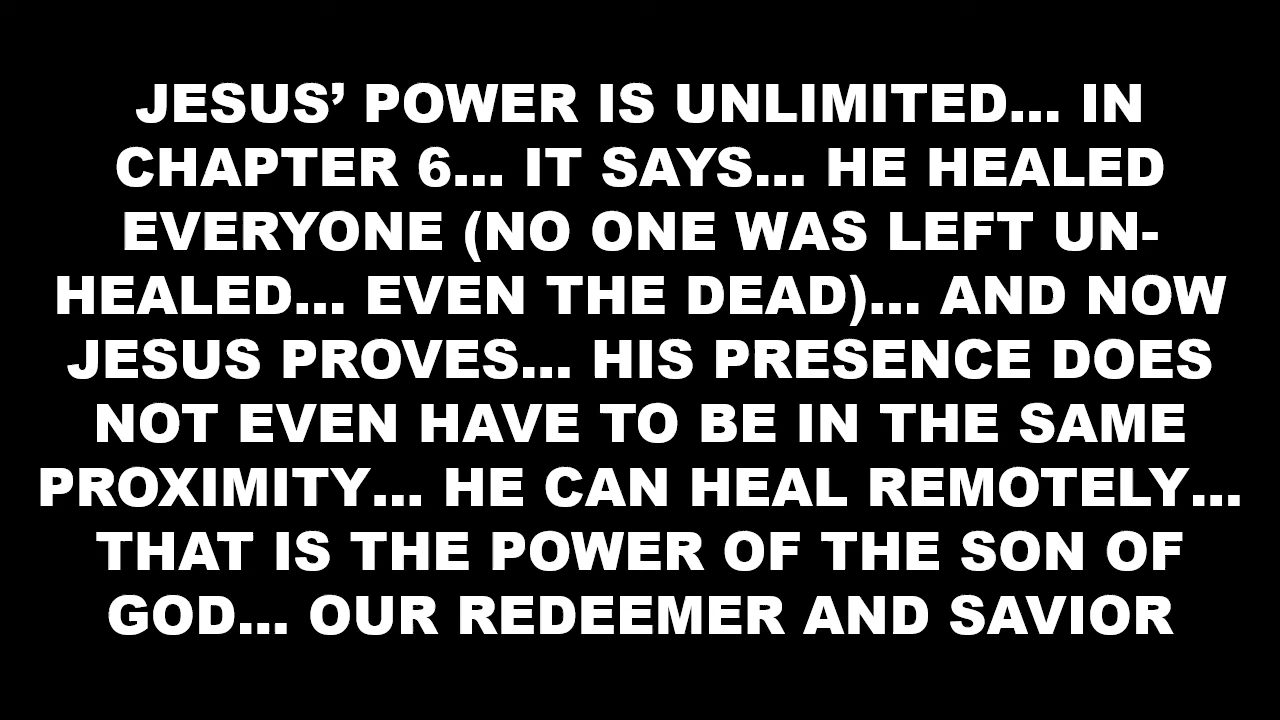 JESUS’ POWER IS UNLIMITED... IN
CHAPTER 6... IT SAYS... HE HEALED
EVERYONE (NO ONE WAS LEFT UN-
HEALED... EVEN THE DEAD)... AND NOW
JESUS PROVES... HIS PRESENCE DOES
NOT EVEN HAVE TO BE IN THE SAME
PROXIMITY... HE CAN HEAL REMOTELY...
THAT IS THE POWER OF THE SON OF
GOD... OUR REDEEMER AND SAVIOR